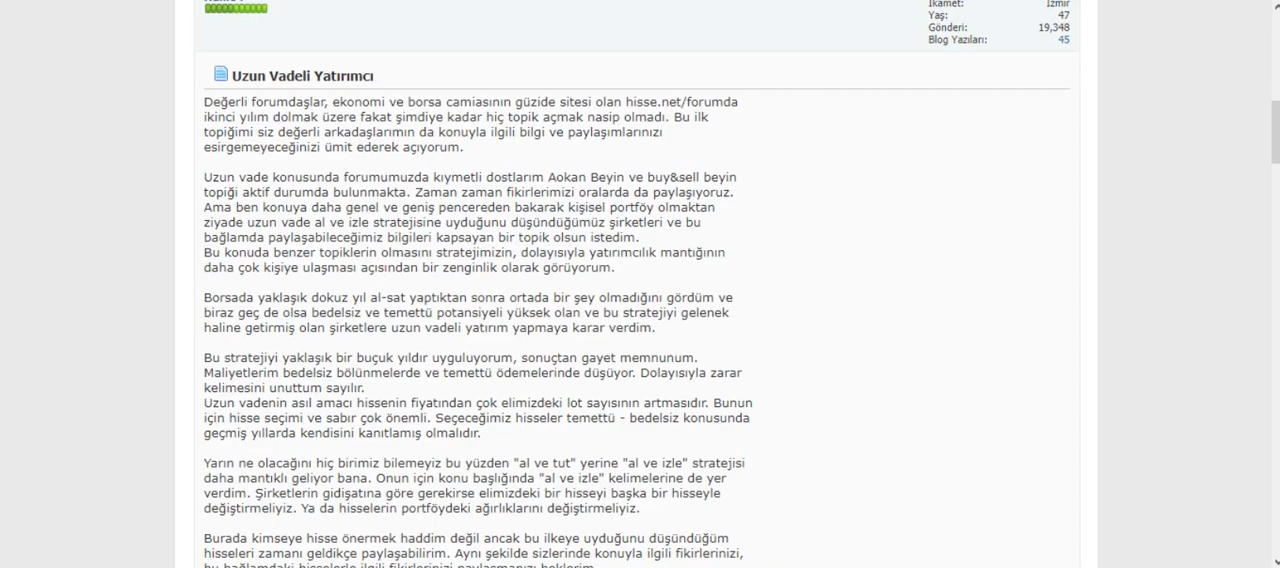 İkamet: İzmir
Yaş: 47
Gönderi: 19,348
Blog Yazıları: 45
Uzun Vadeli Yatırımcı
Değerli forumdaşlar, ekonomi ve borsa camiasının güzide sitesi olan hisse.net/forumda
ikinci yılım dolmak üzere fakat şimdiye kadar hiç topik açmak nasip olmadı. Bu ilk
topiğimi siz değerli arkadaşlarımın da konuyla ilgili bilgi ve paylaşımlarınızı
esirgemeyeceğinizi ümit ederek açıyorum.
Uzun vade konusunda forumumuzda kıymetli dostlarım Aokan Beyin ve buy&sell beyin
topiği aktif durumda bulunmakta. Zaman zaman fikirlerimizi oralarda da paylaşıyoruz.
Ama ben konuya daha genel ve geniş pencereden bakarak kişisel portföy olmaktan
ziyade uzun vade al ve izle stratejisine uyduğunu düşündüğümüz şirketleri ve bu
bağlamda paylaşabileceğimiz bilgileri kapsayan bir topik olsun istedim.
Bu konuda benzer topiklerin olmasını stratejimizin, dolayısıyla yatırımcılık mantığının
daha çok kişiye ulaşması açısından bir zenginlik olarak görüyorum.
Borsada yaklaşık dokuz yıl al-sat yaptıktan sonra ortada bir şey olmadığını gördüm ve
biraz geç de olsa bedelsiz ve temettü potansiyeli yüksek olan ve bu stratejiyi gelenek
haline getirmiş olan şirketlere uzun vadeli yatırım yapmaya karar verdim.
Bu stratejiyi yaklaşık bir buçuk yıldır uyguluyorum, sonuçtan gayet memnunum.
Maliyetlerim bedelsiz bölünmelerde ve temettü ödemelerinde düşüyor. Dolayısıyla zarar
kelimesini unuttum sayılır.
Uzun vadenin asıl amacı hissenin fiyatından çok elimizdeki lot sayısının artmasıdır. Bunun
için hisse seçimi ve sabır çok önemli. Seçeceğimiz hisseler temettü - bedelsiz konusunda
geçmiş yıllarda kendisini kanıtlamış olmalıdır.
Yarın ne olacağını hiç birimiz bilemeyiz bu yüzden "al ve tut" yerine "al ve izle" stratejisi
daha mantıklı geliyor bana. Onun için konu başlığında "al ve izle" kelimelerine de yer
verdim. Şirketlerin gidişatına göre gerekirse elimizdeki bir hisseyi başka bir hisseyle
değiştirmeliyiz. Ya da hisselerin portföydeki ağırlıklarını değiştirmeliyiz.
Burada kimseye hisse önermek haddim değil ancak bu ilkeye uyduğunu düşündüğüm
hisseleri zamanı geldikçe paylaşabilirim. Aynı şekilde sizlerinde konuyla ilgili fikirlerinizi,
bu bağlamdaki hisselerle ilgili fikirlerinizi paylaşmanızı beklerim.